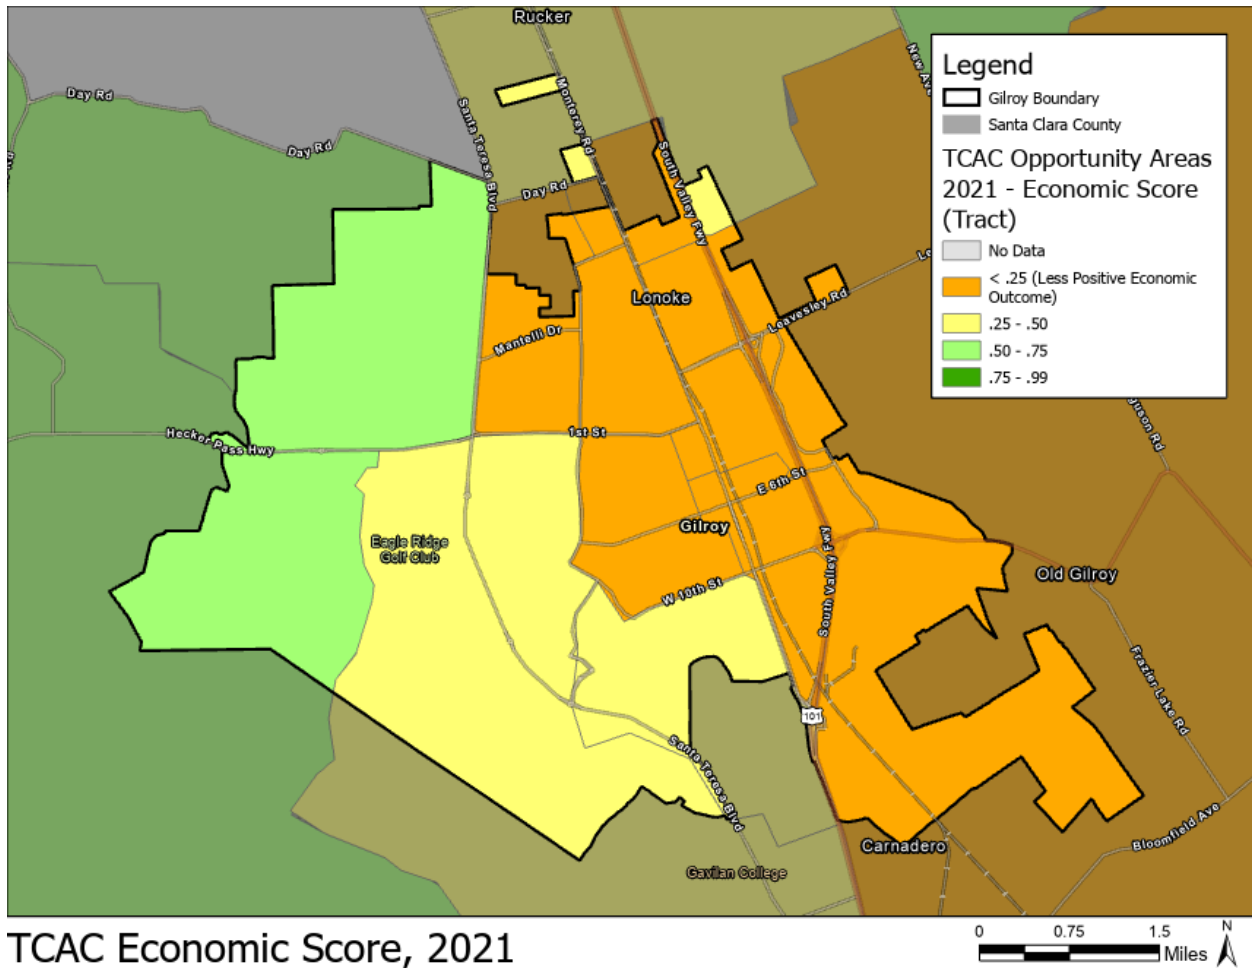 Rucker
Day Rd
Day Rd
Santa Teresa Blvd
Monterey Rd
South Valley Fwy
Day Rd
New Ave
Legend
Gilroy Boundary
Santa Clara County
TCAC Opportunity Areas
2021 - Economic Score
(Tract)
No Data
< .25 (Less Positive Economic
Outcome)
.25 - .50
.50 - .75
.75 - .99
Lonoke
Leavesley Rd
Mantelli Dr
Hecker Pass Hwy
1st St
E 6th St
Gilroy
Eagle Ridge
Golf Club
W 10th St
South Valley Fwy
Old Gilroy
Frazier Lake Rd
101
Santa Teresa Blvd
Carnadero
Bloomfield Ave
Gavilan College
TCAC Economic Score, 2021
0 0.75 1.5
Miles
N